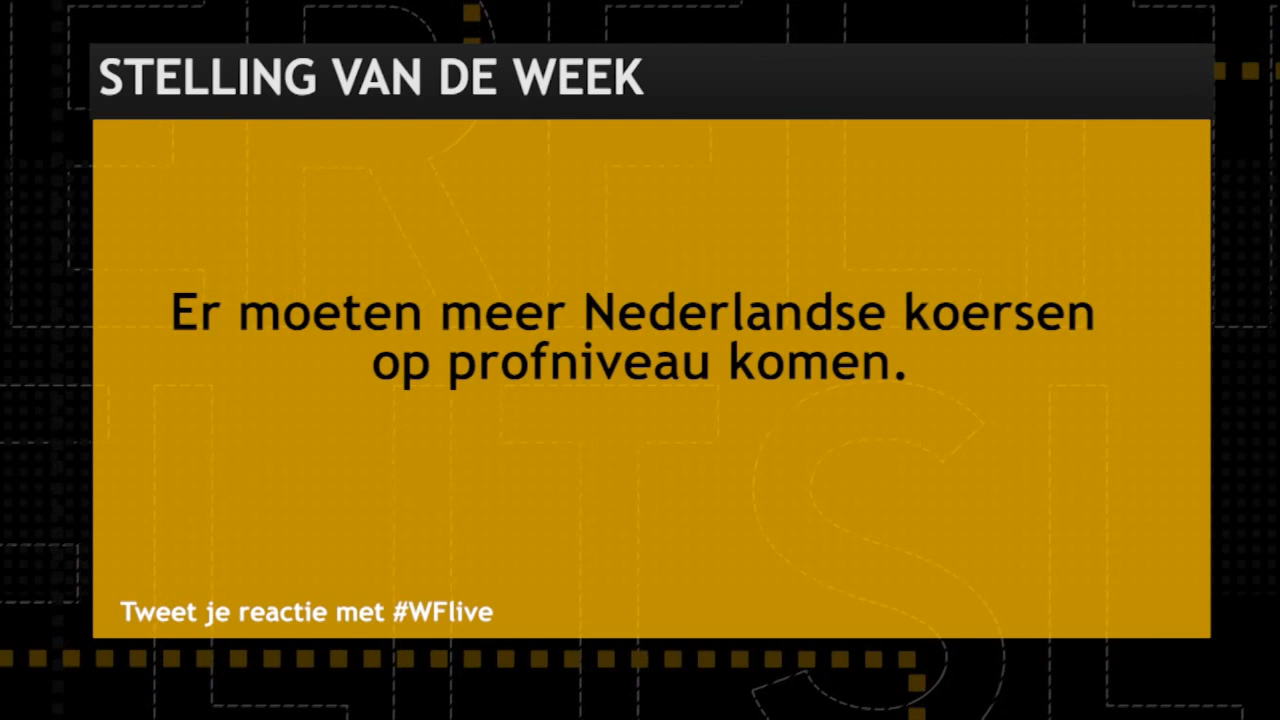 STELLING VAN DE WEEK
Er moeten meer Nederlandse koersen
op profniveau komen.
Tweet je reactie met #WFlive